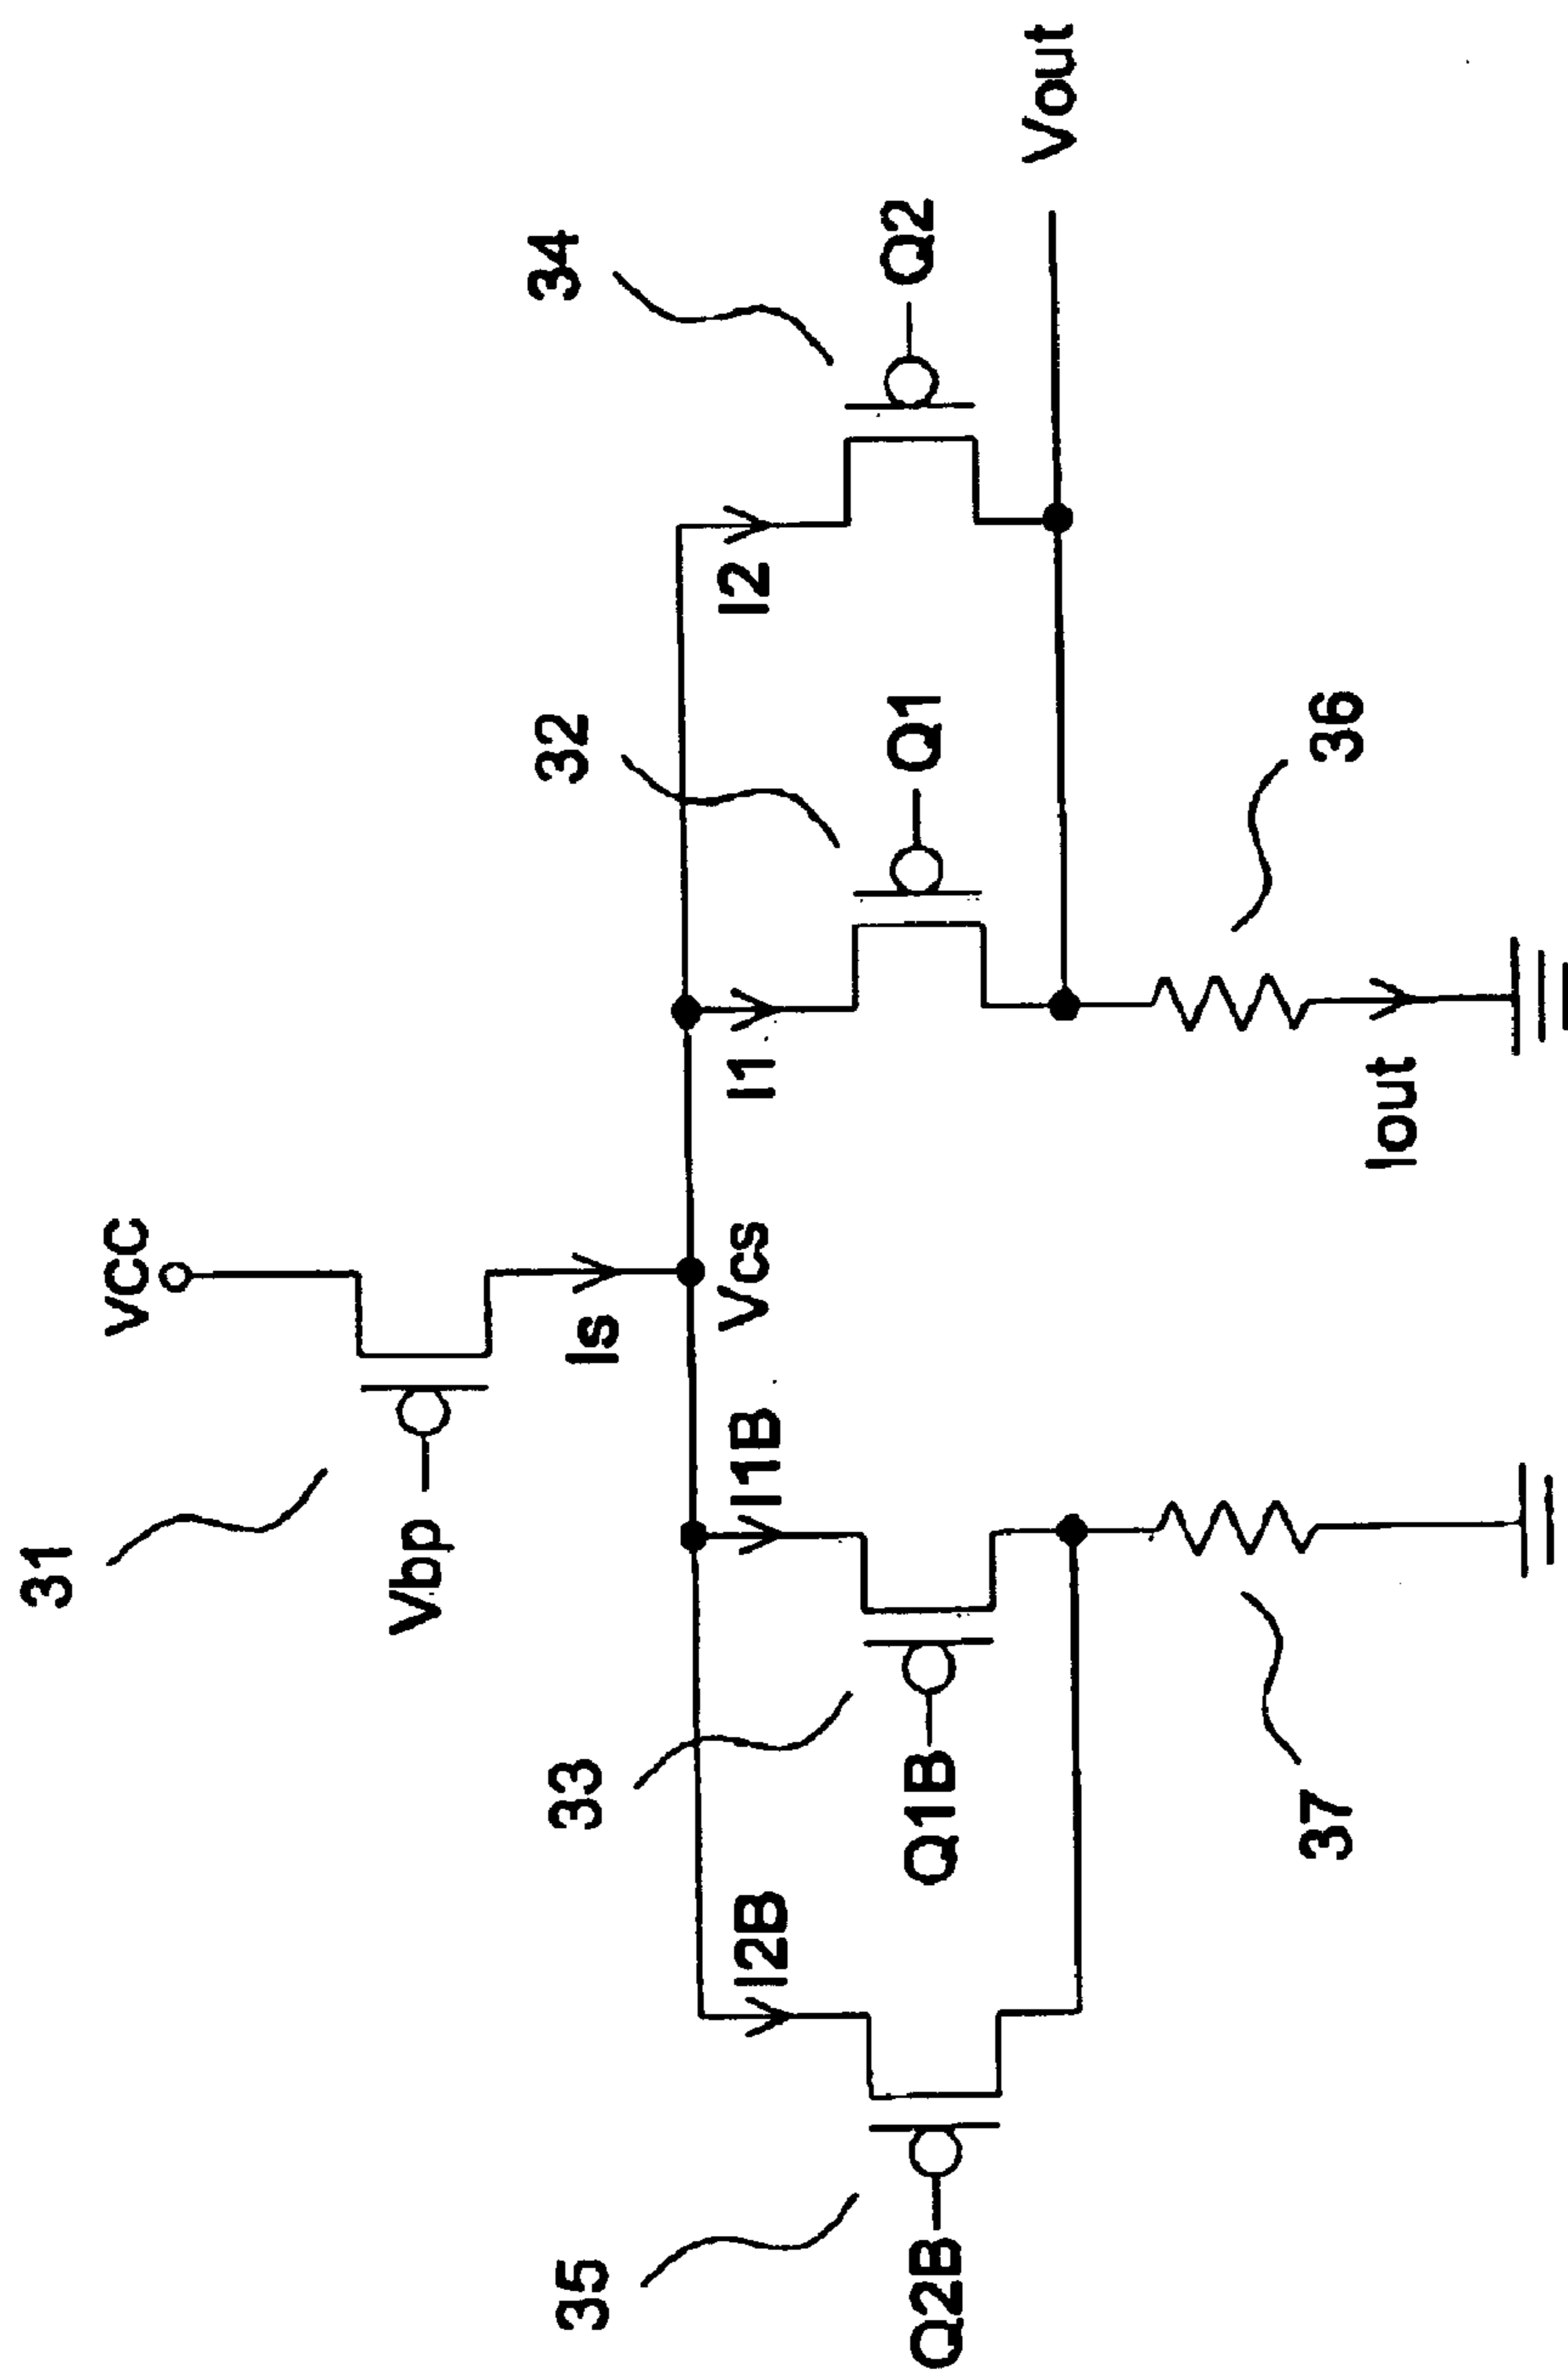 vcc
31
Vbp
Is
Vcs
35
33
32
34
I2B
I1B
I1
I2
Q2B
Q1B
Q1
Q2
Vout
37
36
Iout